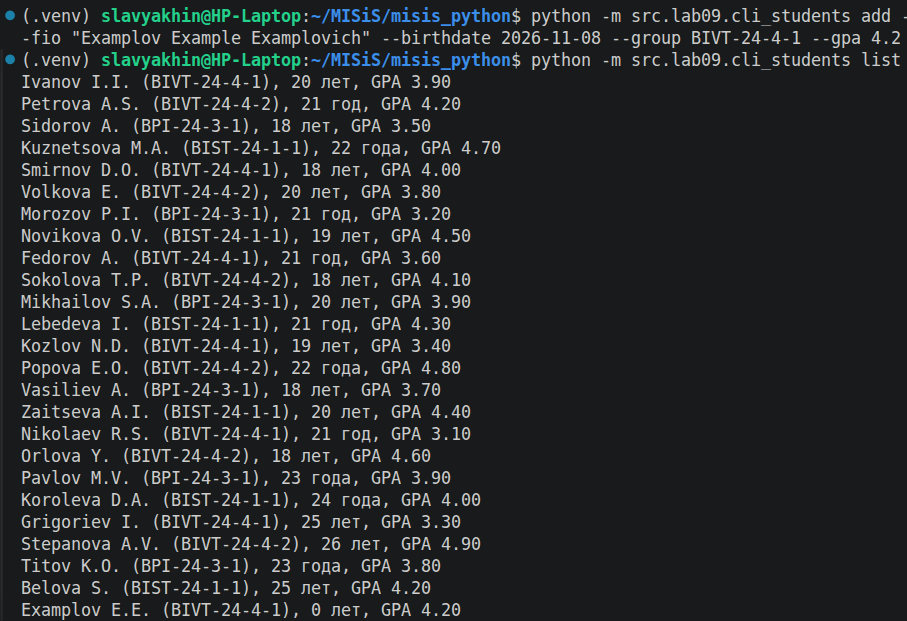 (.venv) slavyakhin@HP-Laptop:~/MISiS/misis_python$ python -m src.lab09.cli_students add -
-fio "Examplov Example Examplovich" --birthdate 2026-11-08 --group BIVT-24-4-1 --gpa 4.2
(.venv) slavyakhin@HP-Laptop:~/MISiS/misis_python$ python -m src.lab09.cli_students list
Ivanov I.I. (BIVT-24-4-1), 20 лет, GPA 3.90
Petrova A.S. (BIVT-24-4-2), 21 год, GPA 4.20
Sidorov A. (BPI-24-3-1), 18 лет, GPA 3.50
Kuznetsova M.A. (BIST-24-1-1), 22 года, GPA 4.70
Smirnov D.O. (BIVT-24-4-1), 18 лет, GPA 4.00
Volkova E. (BIVT-24-4-2), 20 лет, GPA 3.80
Morozov P.I. (BPI-24-3-1), 21 год, GPA 3.20
Novikova O.V. (BIST-24-1-1), 19 лет, GPA 4.50
Fedorov A. (BIVT-24-4-1), 21 год, GPA 3.60
Sokolova T.P. (BIVT-24-4-2), 18 лет, GPA 4.10
Mikhailov S.A. (BPI-24-3-1), 20 лет, GPA 3.90
Lebedeva I. (BIST-24-1-1), 21 год, GPA 4.30
Kozlov N.D. (BIVT-24-4-1), 19 лет, GPA 3.40
Popova E.O. (BIVT-24-4-2), 22 года, GPA 4.80
Vasiliev A. (BPI-24-3-1), 18 лет, GPA 3.70
Zaitseva A.I. (BIST-24-1-1), 20 лет, GPA 4.40
Nikolaev R.S. (BIVT-24-4-1), 21 год, GPA 3.10
Orlova Y. (BIVT-24-4-2), 18 лет, GPA 4.60
Pavlov M.V. (BPI-24-3-1), 23 года, GPA 3.90
Koroleva D.A. (BIST-24-1-1), 24 года, GPA 4.00
Grigoriev I. (BIVT-24-4-1), 25 лет, GPA 3.30
Stepanova A.V. (BIVT-24-4-2), 26 лет, GPA 4.90
Titov K.O. (BPI-24-3-1), 23 года, GPA 3.80
Belova S. (BIST-24-1-1), 25 лет, GPA 4.20
Examplov E.E. (BIVT-24-4-1), 0 лет, GPA 4.20